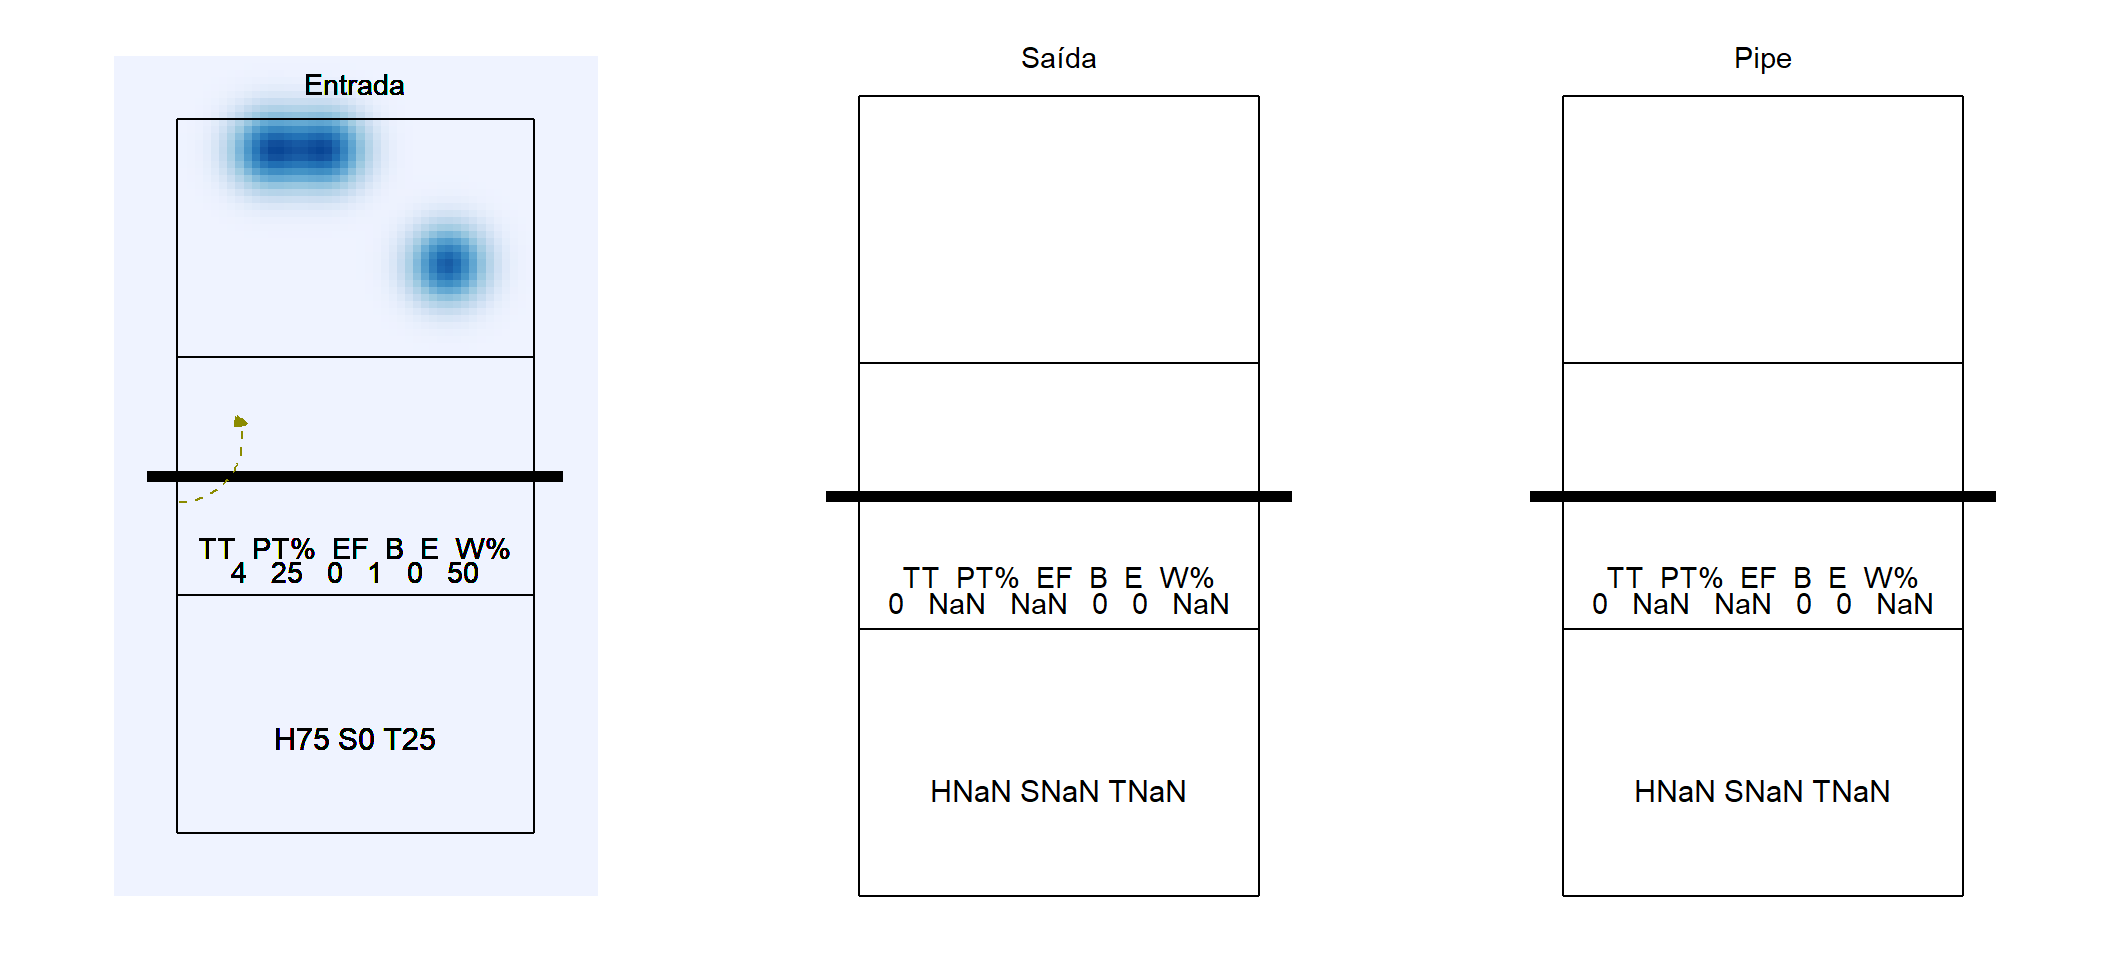 Entrada
TT PT% EF B E W%
4 25 0 1 0 50
H75 S0 T25
Saída
TT PT% EF B E W%
0 NaN NaN 0 0 NaN
HNaN SNaN TNaN
Pipe
TT PT% EF B E W%
0 NaN NaN 0 0 NaN
HNaN SNaN TNaN